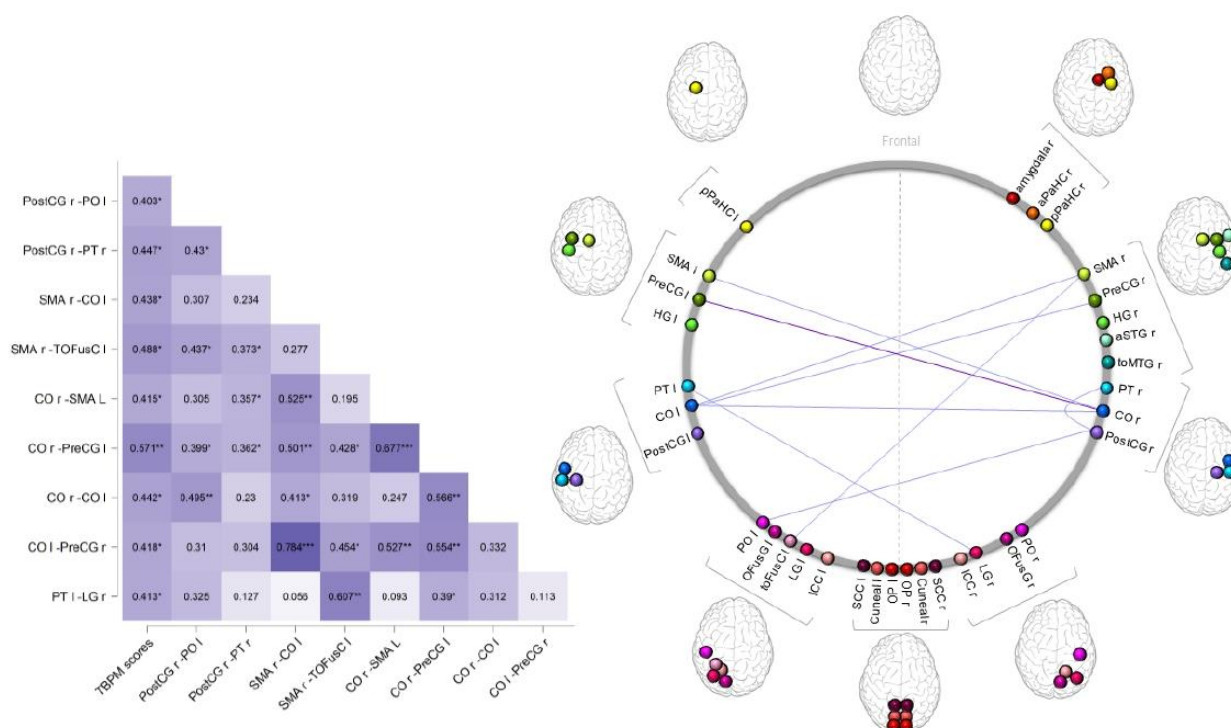 PostCG r -PO l 0.403*
PostCG r -PT r 0.447* 0.43*
SMA r -CO l 0.438* 0.307 0.234
SMA r -TOFusC l 0.488* 0.437* 0.373* 0.277
CO r -SMA L 0.415* 0.305 0.357* 0.525** 0.195
CO r -PreCG l 0.571** 0.399* 0.362* 0.501** 0.428* 0.677***
CO r -CO l 0.442* 0.495** 0.23 0.413* 0.319 0.247 0.566**
CO l -PreCG r 0.418* 0.31 0.304 0.784*** 0.454* 0.527** 0.554** 0.332
PT l -LG r 0.413* 0.325 0.127 0.056 0.607** 0.093 0.39* 0.312 0.113
7BPM scores
PostCG r -PO l
PostCG r -PT r
SMA r -CO l
SMA r -TOFusC l
CO r -SMA L
CO r -PreCG l
CO r -CO l
CO l -PreCG r
Frontal
pPaHC l
SMA l
PreCG l
HG l
PT l
CO l
PostCG l
PO l
OFusG l
toFusC l
LG l
ICC l
SCC l
Cuneal l
OP l
OP r
Cuneal r
SCC r
ICC r
LG r
OFusG r
PO r
PostCG r
CO r
PT r
toMTG r
aSTG r
HG r
PreCG r
SMA r
pPaHC r
aPaHC r
amygdala r